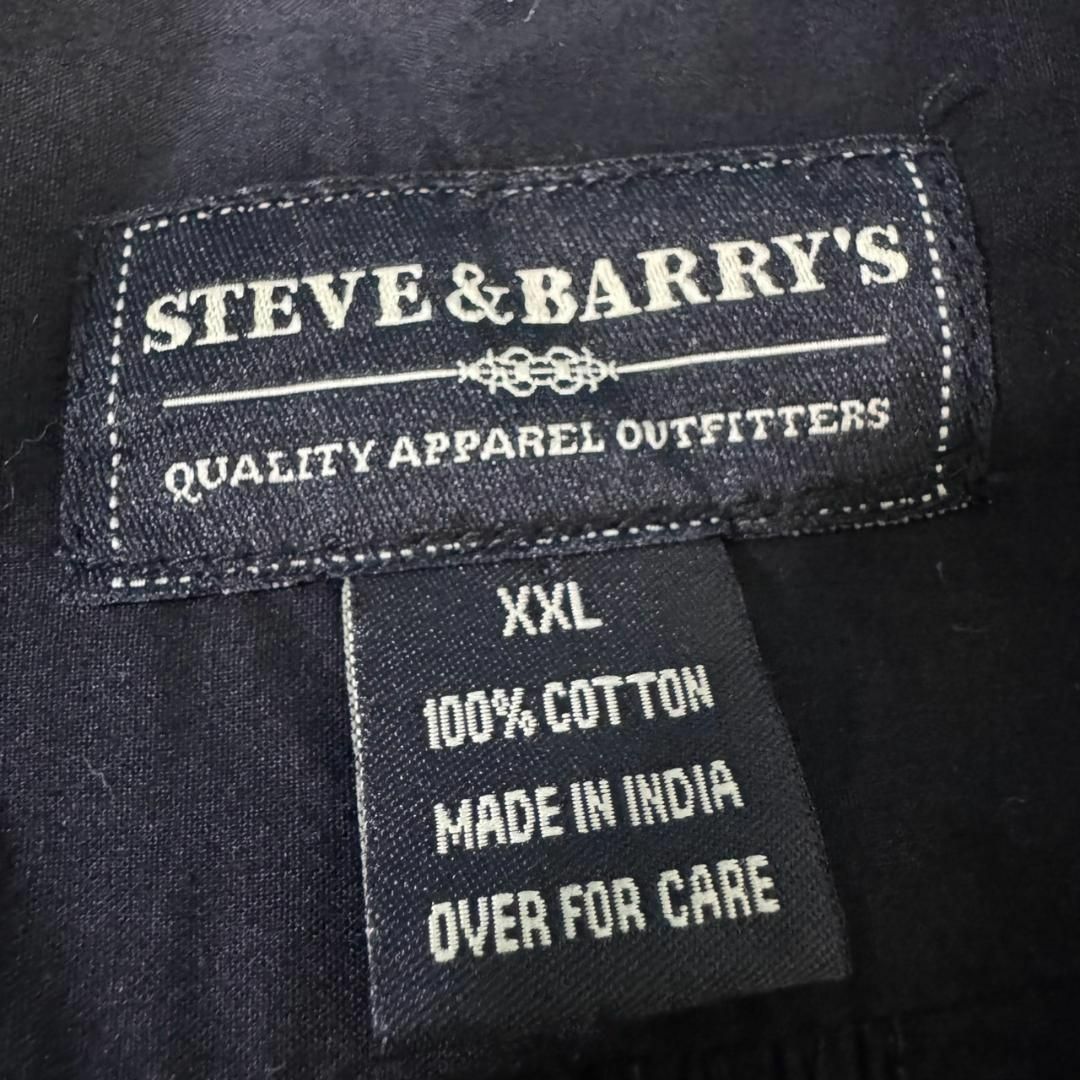 STEVE & BARRY'S
QUALITY APPAREL OUTFITTERS
XXL
100% COTTON
MADE IN INDIA
OVER FOR CARE